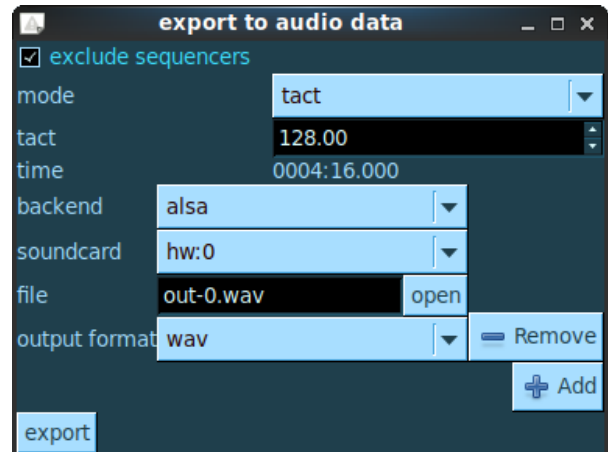 export to audio data
exclude sequencers
mode tact
tact 128.00
time 0004:16.000
backend alsa
soundcard hw:0
file out-0.wav open
output format wav Remove
Add
export